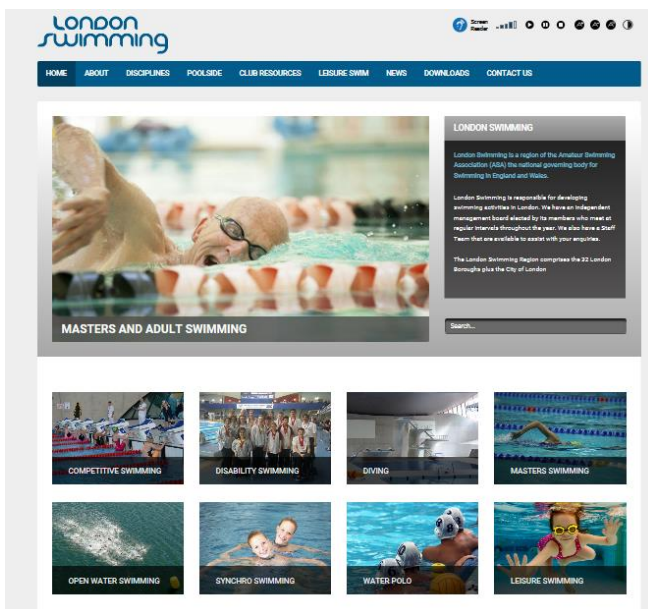 London
Swimming
Screen
Reader
HOME ABOUT DISCIPLINES POOLSIDE CLUB RESOURCES LEISURE SWIM NEWS DOWNLOADS CONTACT US
MASTERS AND ADULT SWIMMING
LONDON SWIMMING
London Swimming is a region of the Amateur Swimming
Association (ASA) the national governing body for
Swimming in England and Wales.
London Swimming is responsible for developing
swimming activities in London. We have an independent
management board elected by its members who meet at
regular intervals throughout the year. We also have a Staff
Team that are available to assist with your enquiries.
The London Swimming Region comprises the 32 London
Boroughs plus the City of London
Search...
COMPETITIVE SWIMMING
DISABILITY SWIMMING
DIVING
MASTERS SWIMMING
OPEN WATER SWIMMING
SYNCHRO SWIMMING
WATER POLO
LEISURE SWIMMING